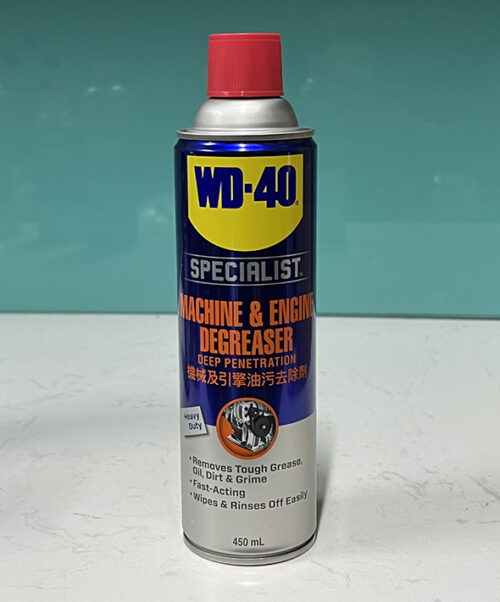 WD-40®
SPECIALIST™
MACHINE & ENGINE
DEGREASER
DEEP PENETRATION
機械及引擎油污去除劑
Heavy
Duty
• Removes Tough Grease,
Oil, Dirt & Grime
• Fast-Acting
• Wipes & Rinses Off Easily
450 mL